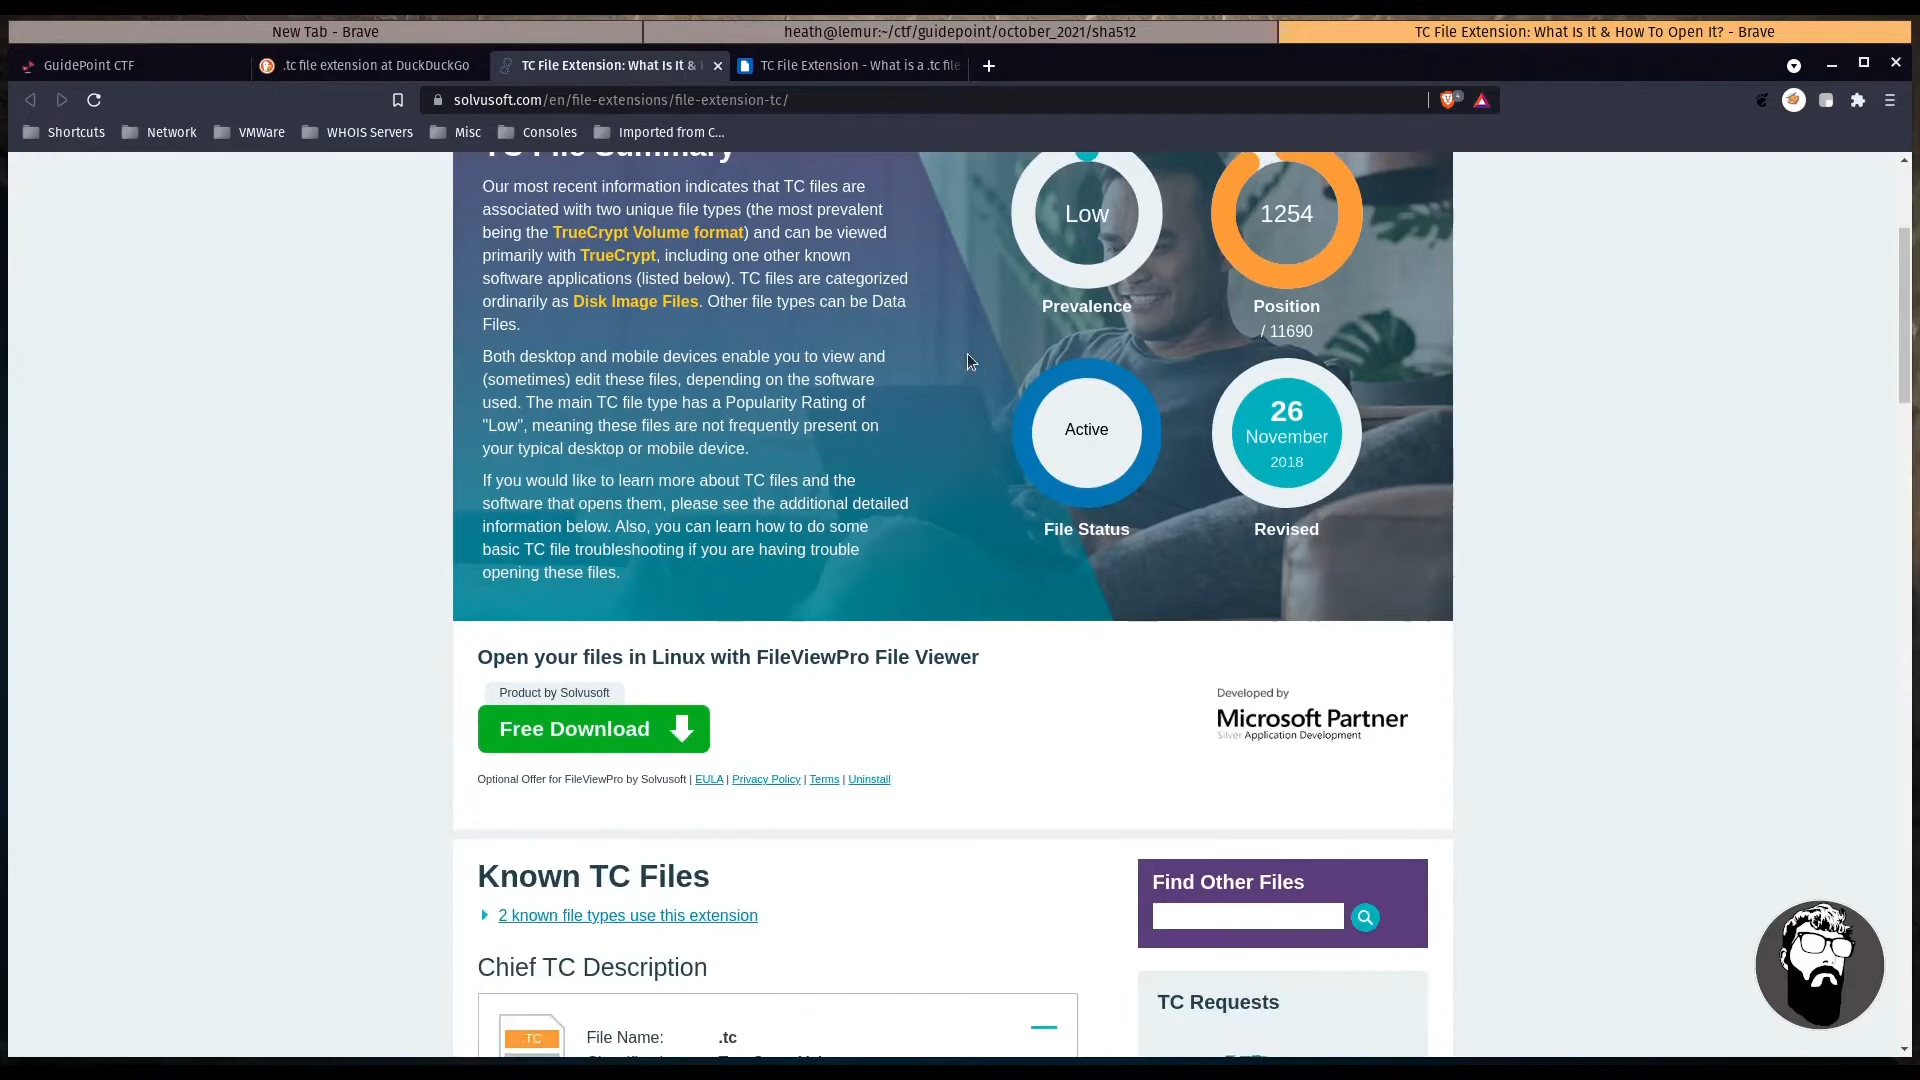 New Tab - Brave
heath@lemur:~/ctf/guidepoint/october_2021/sha512
TC File Extension: What Is It & How To Open It? - Brave
GuidePoint CTF
.tc file extension at DuckDuckGo
TC File Extension: What Is It &
TC File Extension - What is a .tc file
solvusoft.com/en/file-extensions/file-extension-tc/
4
Shortcuts
Network
VMWare
WHOIS Servers
Misc
Consoles
Imported from C...
TC File Summary
Our most recent information indicates that TC files are
associated with two unique file types (the most prevalent
being the TrueCrypt Volume format) and can be viewed
primarily with TrueCrypt, including one other known
software applications (listed below). TC files are categorized
ordinarily as Disk Image Files. Other file types can be Data
Files.
Both desktop and mobile devices enable you to view and
(sometimes) edit these files, depending on the software
used. The main TC file type has a Popularity Rating of
"Low", meaning these files are not frequently present on
your typical desktop or mobile device.
If you would like to learn more about TC files and the
software that opens them, please see the additional detailed
information below. Also, you can learn how to do some
basic TC file troubleshooting if you are having trouble
opening these files.
Low
Prevalence
1254
Position
/ 11690
Active
File Status
26
November
2018
Revised
Open your files in Linux with FileViewPro File Viewer
Product by Solvusoft
Free Download
Developed by
Microsoft Partner
Silver Application Development
Optional Offer for FileViewPro by Solvusoft | EULA | Privacy Policy | Terms | Uninstall
Known TC Files
2 known file types use this extension
Chief TC Description
.TC
File Name: .tc
Find Other Files
TC Requests